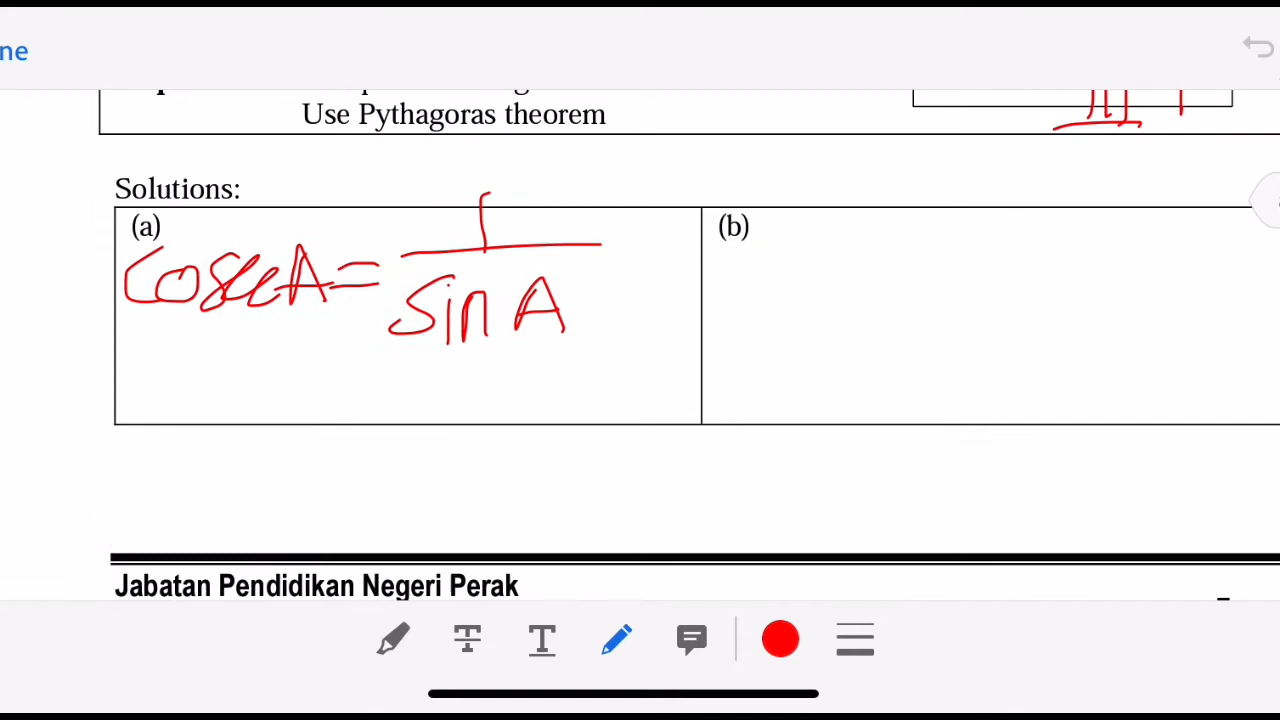 ne
Use Pythagoras theorem
Solutions:
(a)
(b)
cosec A = 1
sin A
Jabatan Pendidikan Negeri Perak